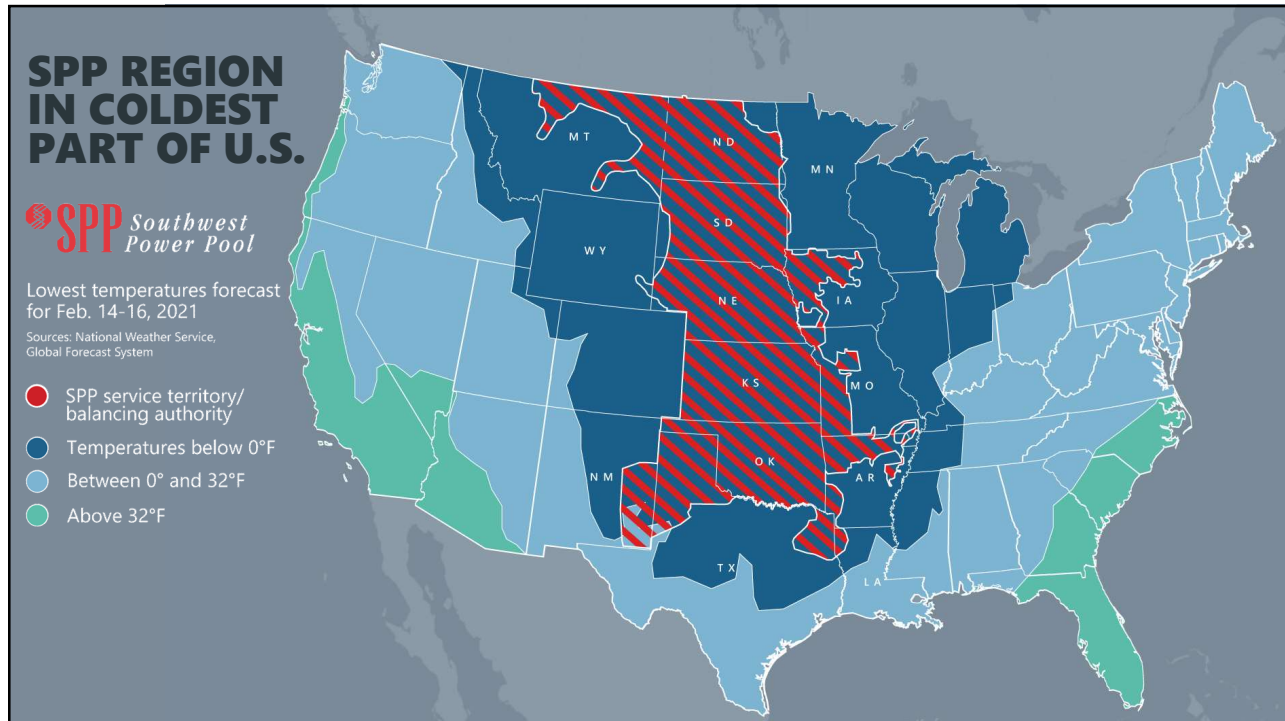 SPP REGION
IN COLDEST
PART OF U.S.
SPP Southwest
Power Pool
Lowest temperatures forecast
for Feb. 14-16, 2021
Sources: National Weather Service,
Global Forecast System
SPP service territory/
balancing authority
Temperatures below 0°F
Between 0° and 32°F
Above 32°F
MT
ND
MN
SD
WY
NE
IA
KS
MO
OK
NM
AR
TX
LA